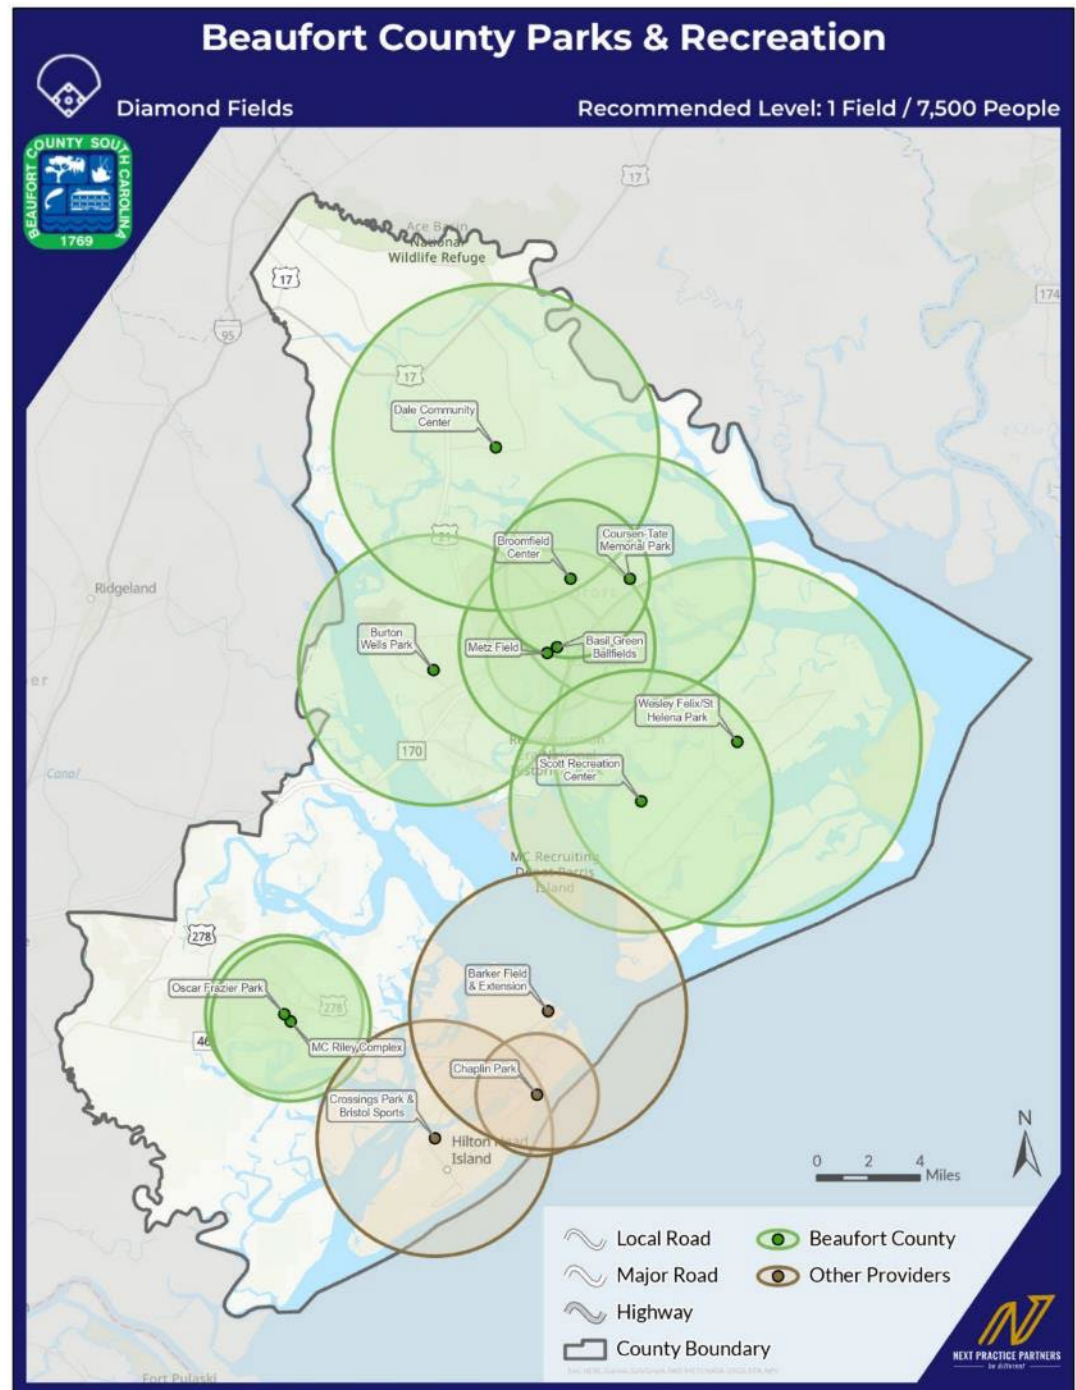 Beaufort County Parks & Recreation
Diamond Fields
Recommended Level: 1 Field / 7,500 People
BEAUFORT COUNTY SOUTH CAROLINA
1769
17
Ace Basin
National
Wildlife Refuge
17
174
95
17
Dale Community
Center
21
Broomfield
Center
Coursen-Tate
Memorial Park
Ridgeland
Burton
Wells Park
Metz Field
Basil Green
Ballfields
Wesley Felix/St
Helena Park
170
Scott Recreation
Center
Canal
MC Recruiting
Depot Parris
Island
278
Barker Field
& Extension
Oscar Frazier Park
278
46
MC Riley Complex
Chaplin Park
Crossings Park &
Bristol Sports
Hilton Head
Island
N
0 2 4
Miles
Local Road
Major Road
Highway
County Boundary
Beaufort County
Other Providers
NEXT PRACTICE PARTNERS
be different
Fort Pulaski